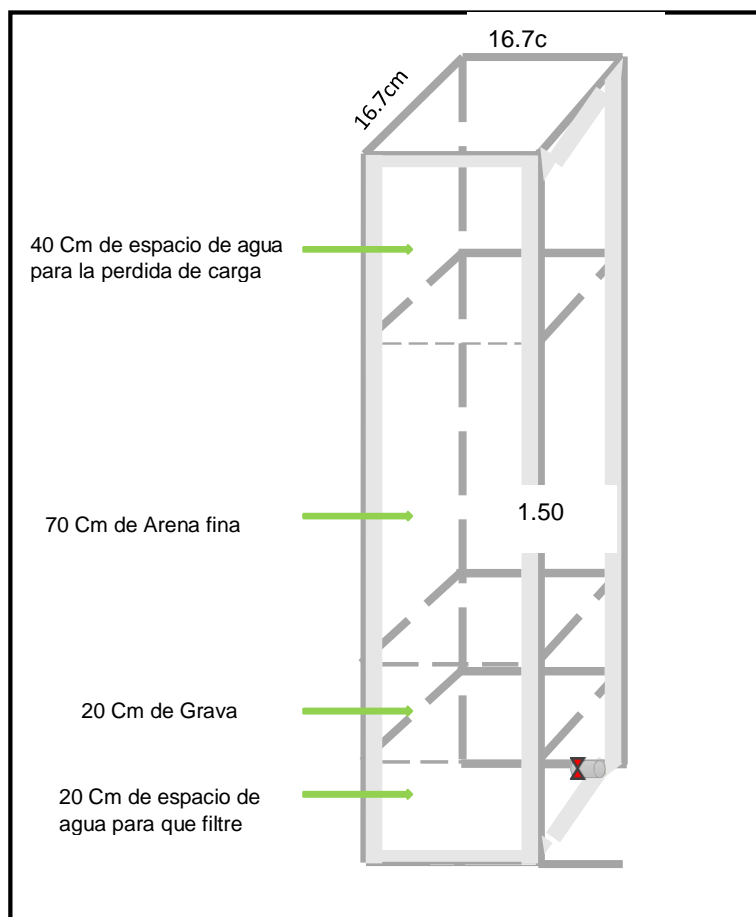 16.7c
16.7cm
40 Cm de espacio de agua
para la perdida de carga
70 Cm de Arena fina
1.50
20 Cm de Grava
20 Cm de espacio de
agua para que filtre